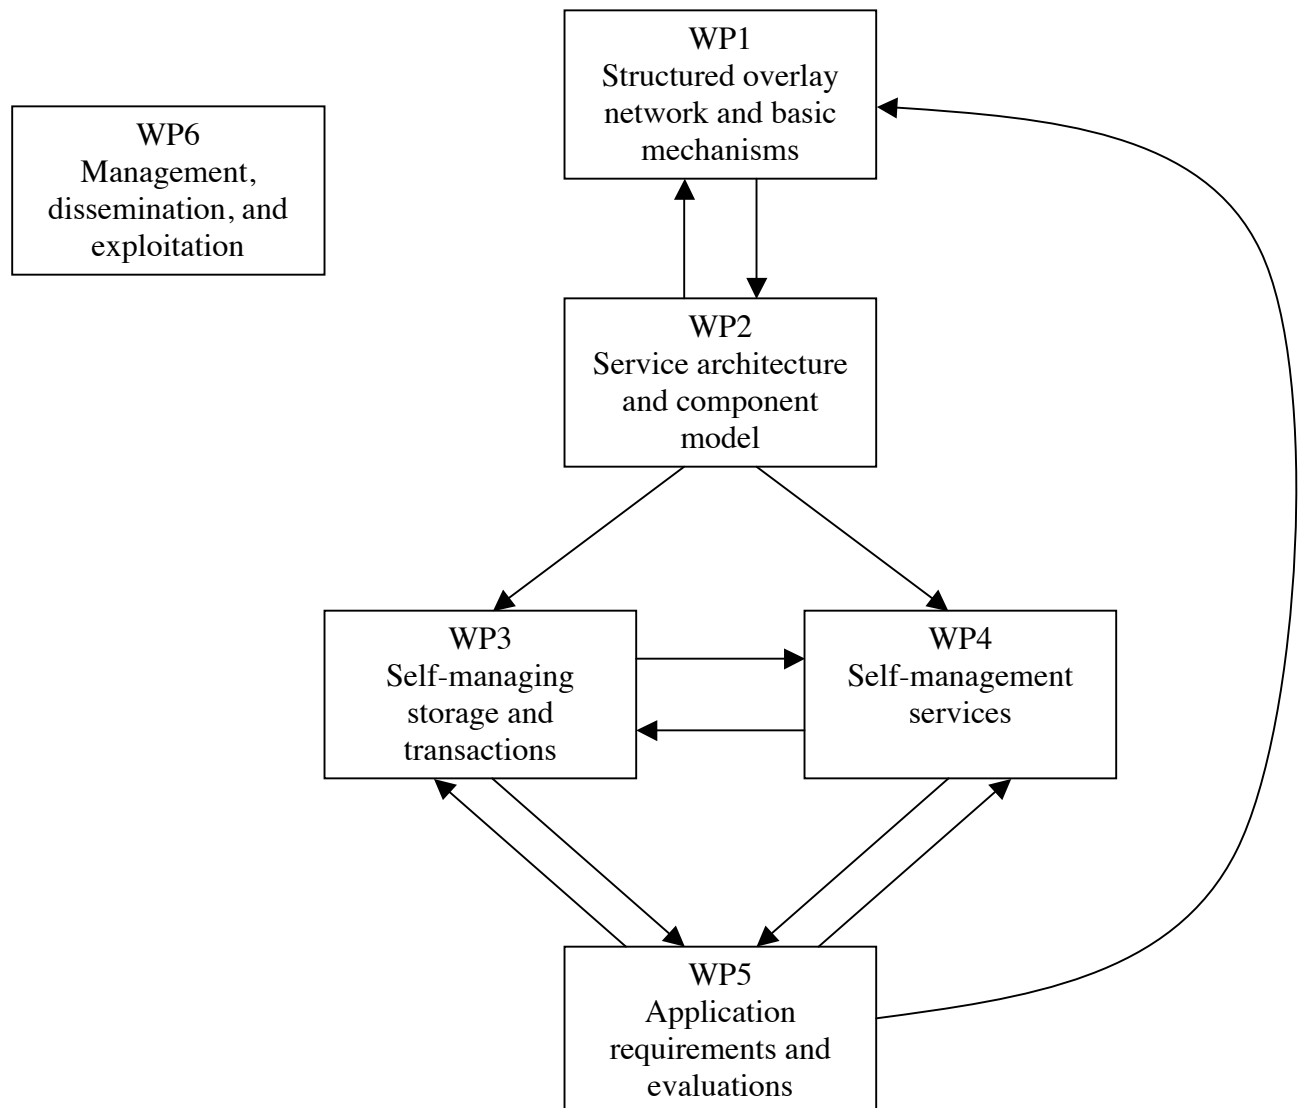 WP1
Structured overlay
network and basic
mechanisms
WP6
Management,
dissemination, and
exploitation
WP2
Service architecture
and component
model
WP3
Self-managing
storage and
transactions
WP4
Self-management
services
WP5
Application
requirements and
evaluations